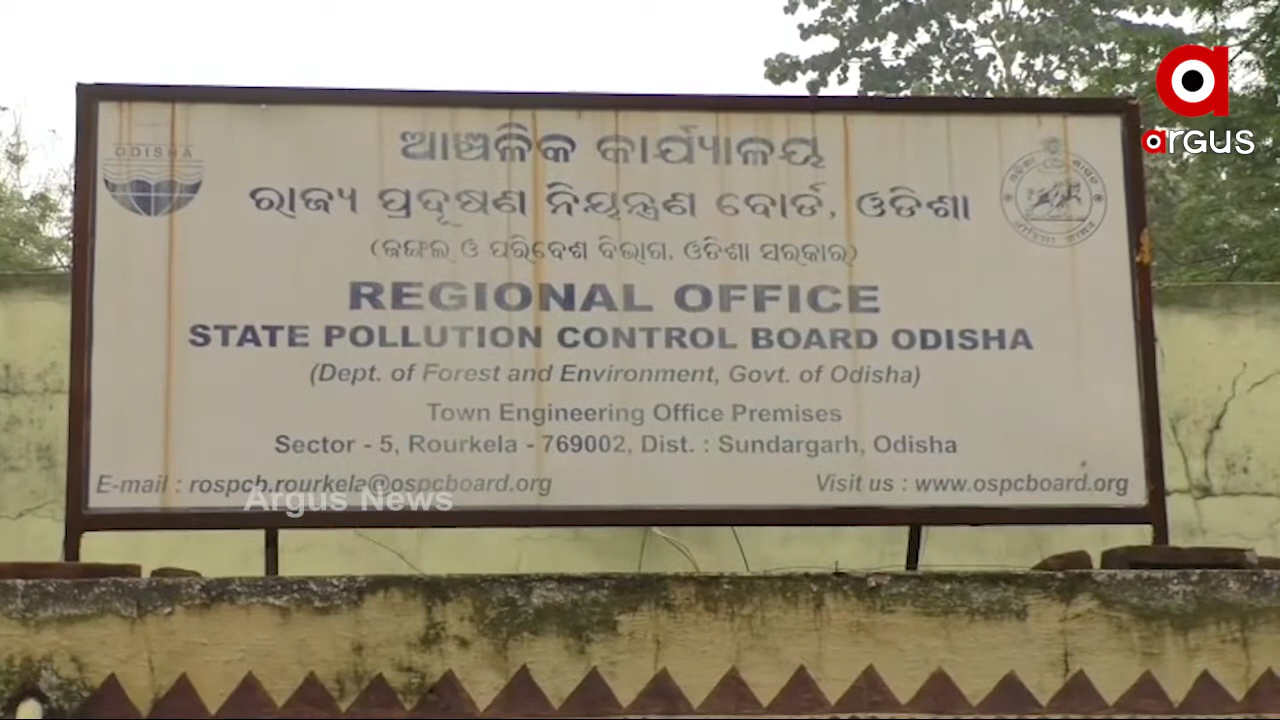 ଆଞ୍ଚଳିକ କାର୍ଯ୍ୟାଳୟ
ODISHA
ରାଜ୍ୟ ପ୍ରଦୂଷଣ ନିୟନ୍ତ୍ରଣ ବୋର୍ଡ, ଓଡିଶା
(ଜଙ୍ଗଲ ଓ ପରିବେଶ ବିଭାଗ, ଓଡିଶା ସରକାର)
REGIONAL OFFICE
STATE POLLUTION CONTROL BOARD ODISHA
(Dept. of Forest and Environment, Govt. of Odisha)
Town Engineering Office Premises
Sector - 5, Rourkela - 769002, Dist. : Sundargarh, Odisha
E-mail : rospcb.rourkela@ospcboard.org
Visit us : www.ospcboard.org
Argus News
a
argus